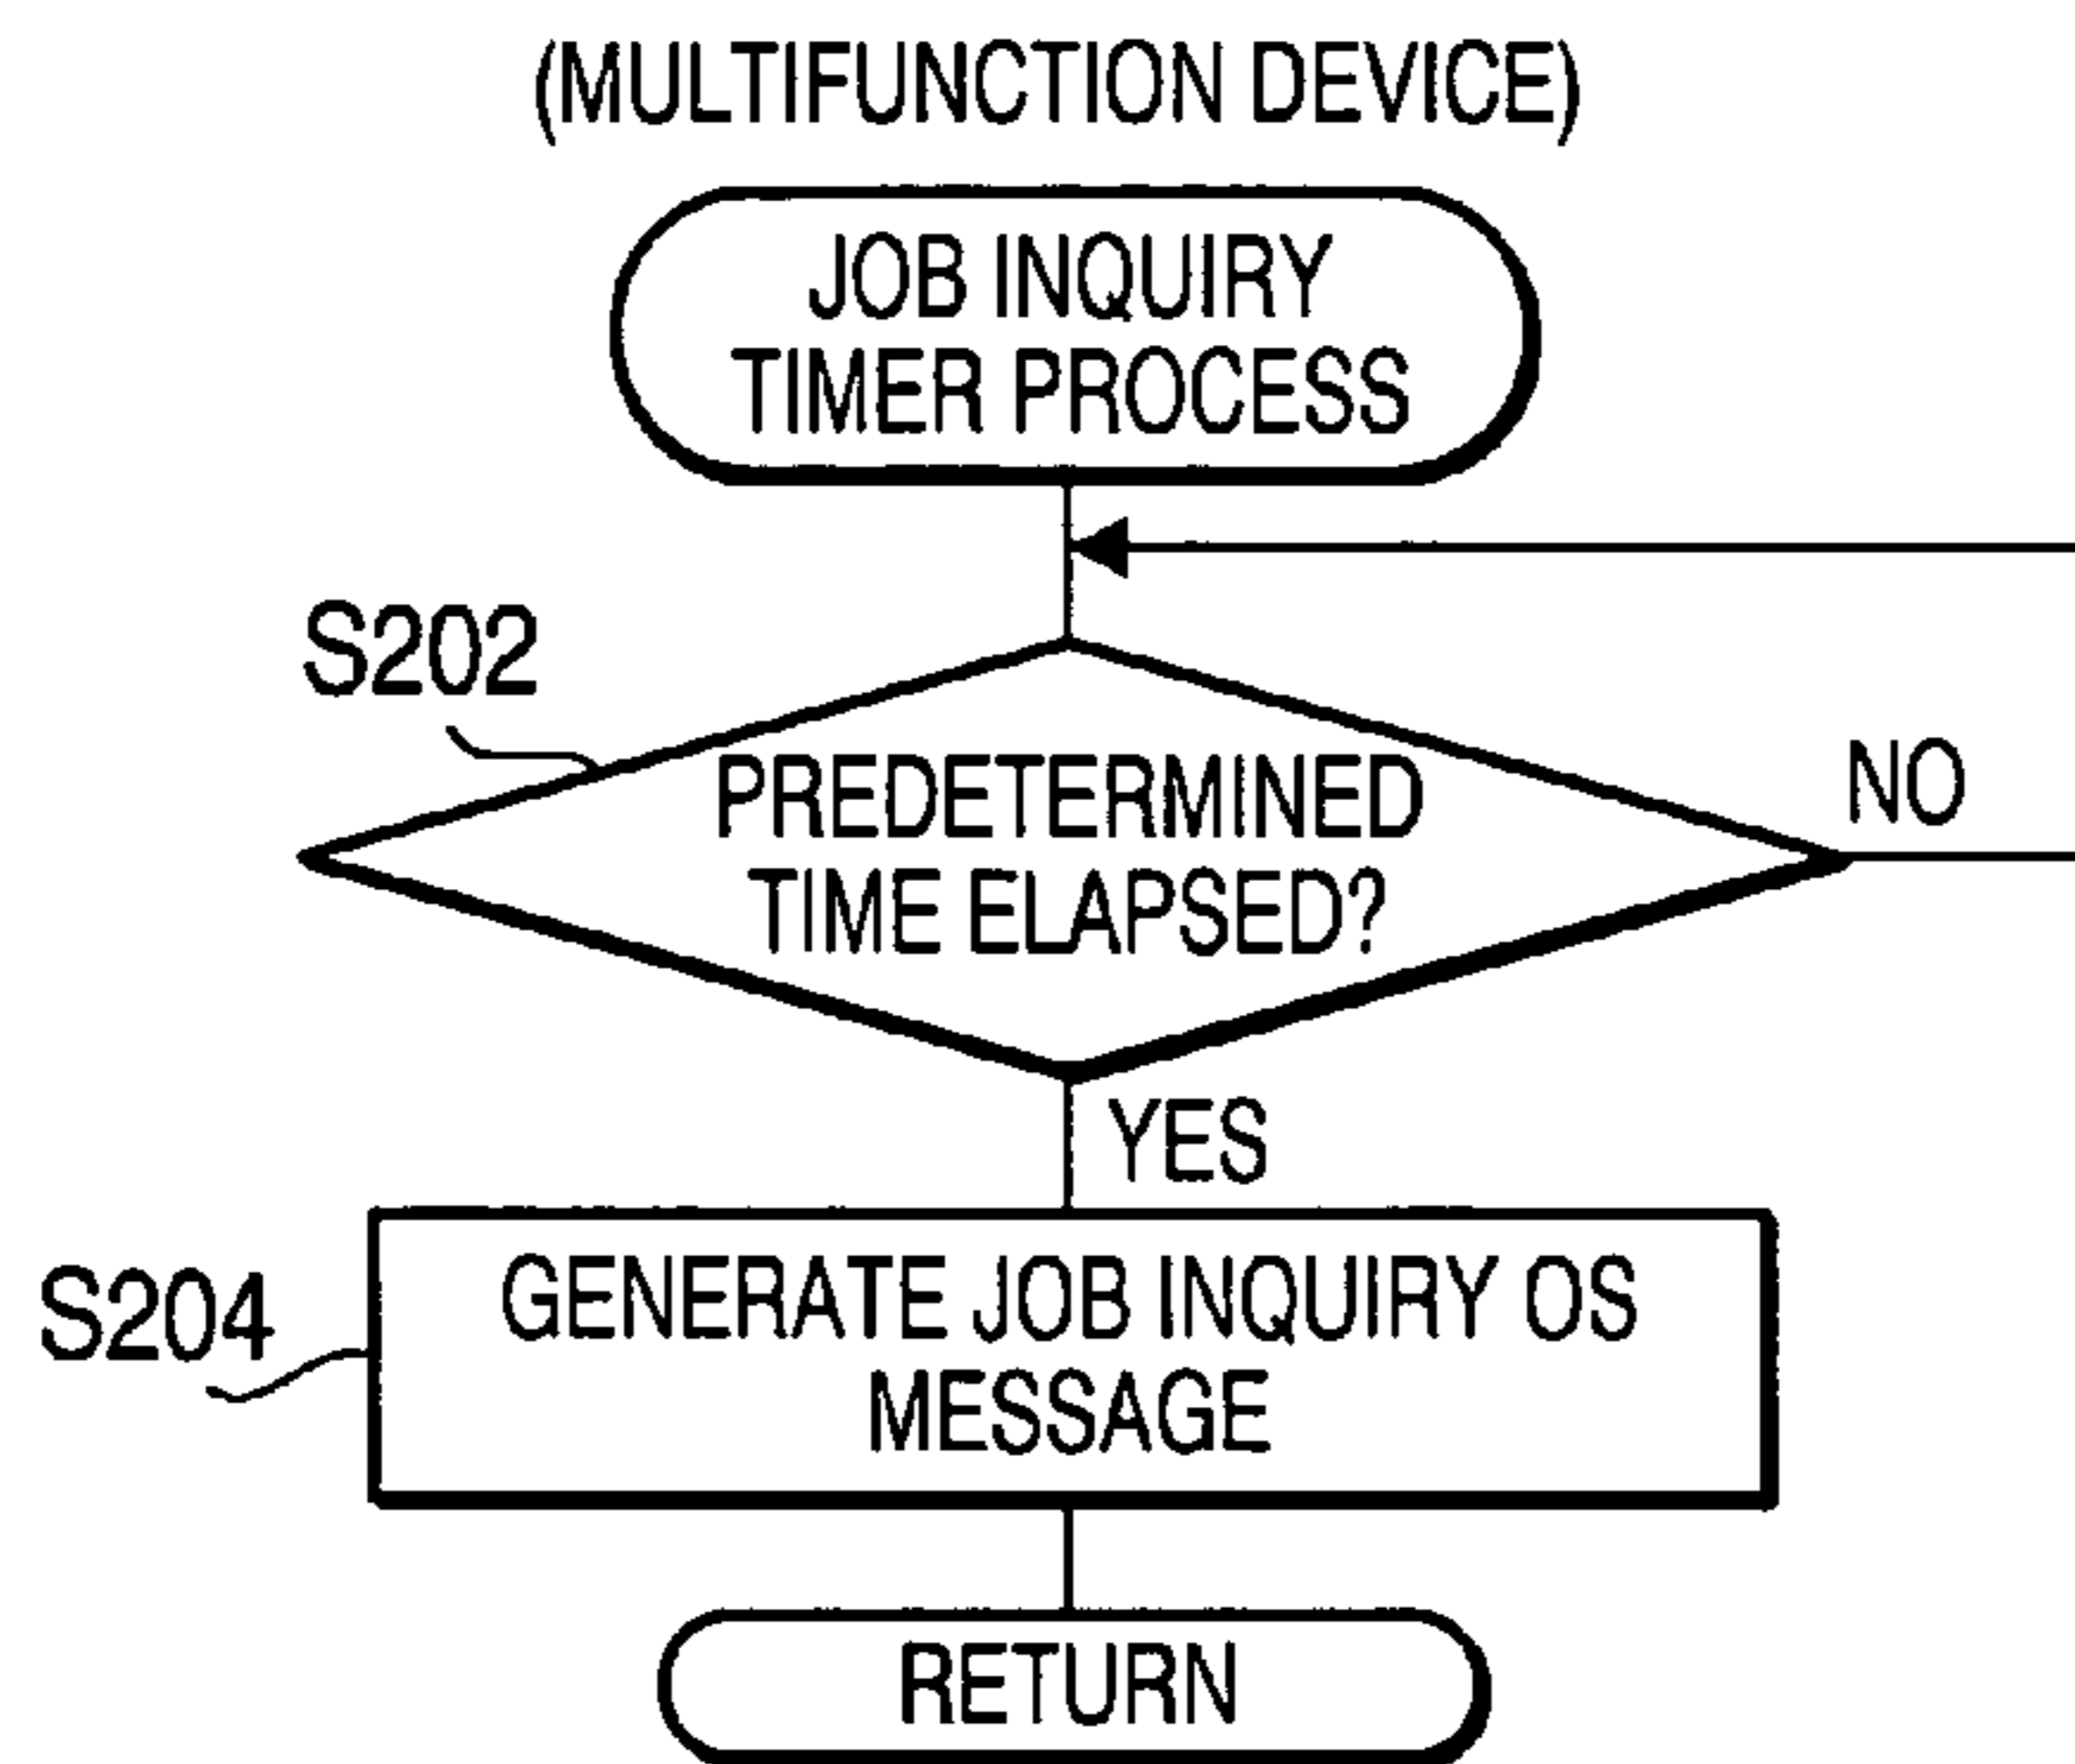 (MULTIFUNCTION DEVICE)
JOB INQUIRY
TIMER PROCESS
S202
PREDETERMINED
TIME ELAPSED?
NO
YES
S204
GENERATE JOB INQUIRY OS
MESSAGE
RETURN